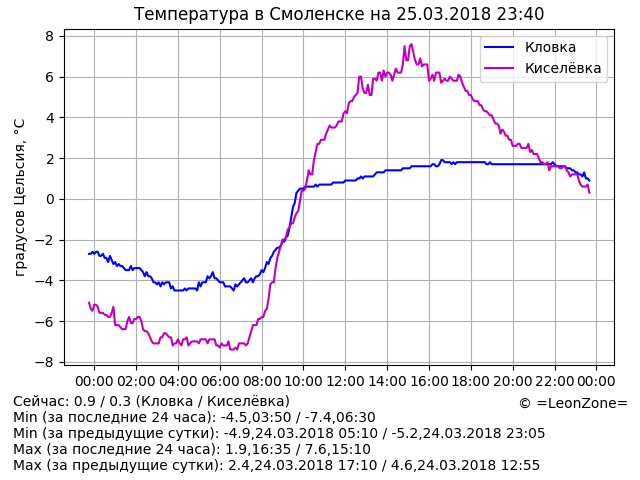 Температура в Смоленске на 25.03.2018 23:40
Кловка
Киселёвка
градусов Цельсия, °C
8
6
4
2
0
−2
−4
−6
−8
00:00 02:00 04:00 06:00 08:00 10:00 12:00 14:00 16:00 18:00 20:00 22:00 00:00
Сейчас: 0.9 / 0.3 (Кловка / Киселёвка)
© =LeonZone=
Min (за последние 24 часа): -4.5,03:50 / -7.4,06:30
Min (за предыдущие сутки): -4.9,24.03.2018 05:10 / -5.2,24.03.2018 23:05
Max (за последние 24 часа): 1.9,16:35 / 7.6,15:10
Max (за предыдущие сутки): 2.4,24.03.2018 17:10 / 4.6,24.03.2018 12:55